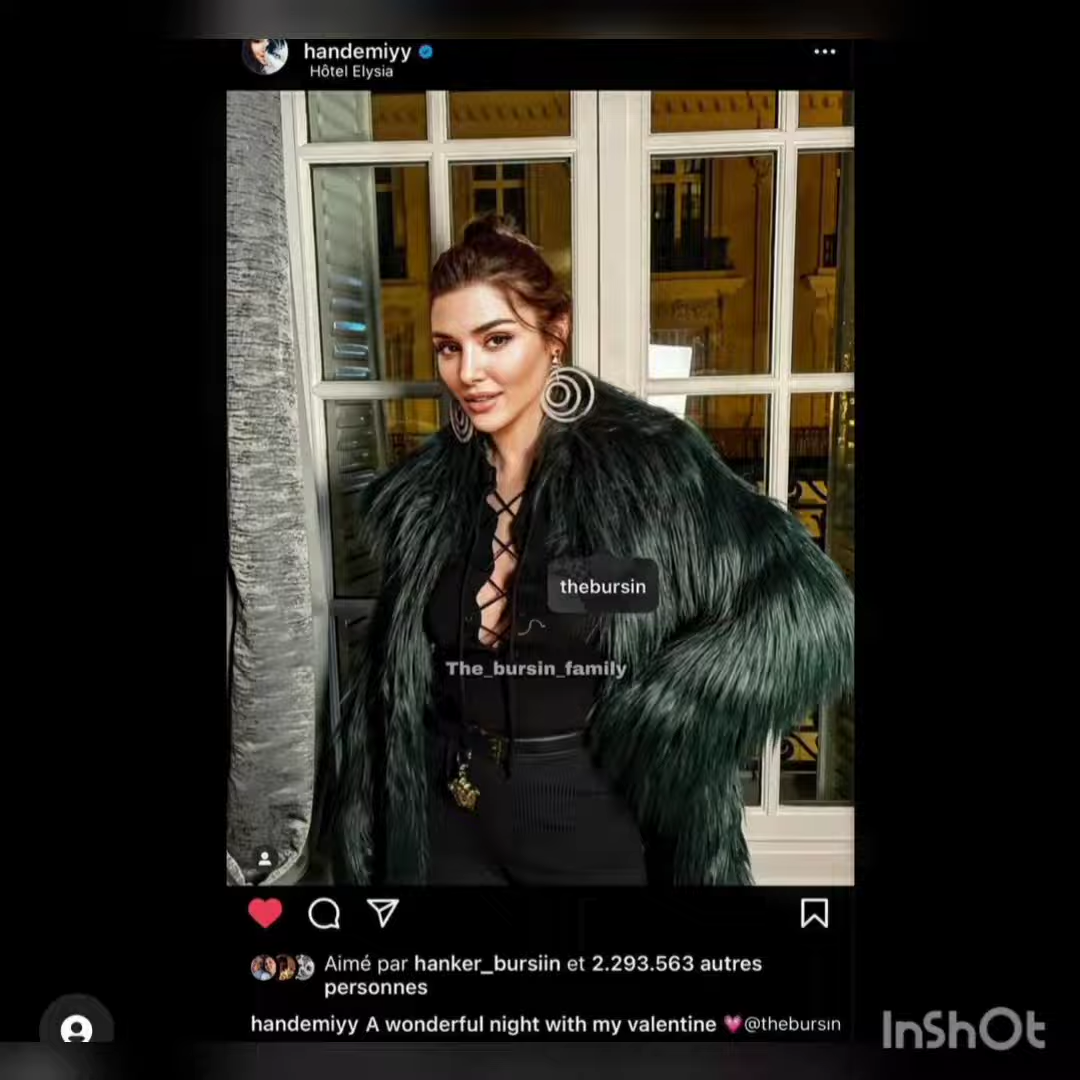 handemiyy
Hôtel Elysia
thebursin
The_bursin_family
Aimé par hanker_bursiin et 2.293.563 autres
personnes
handemiyy A wonderful night with my valentine 💗@thebursin
InShOt